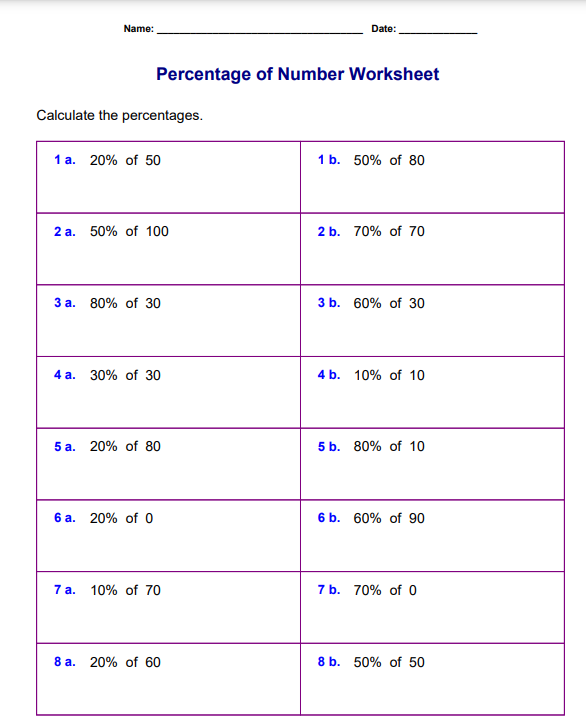 Name: ________________________________ Date: ____________
Percentage of Number Worksheet
Calculate the percentages.
1 a. 20% of 50
1 b. 50% of 80
2 a. 50% of 100
2 b. 70% of 70
3 a. 80% of 30
3 b. 60% of 30
4 a. 30% of 30
4 b. 10% of 10
5 a. 20% of 80
5 b. 80% of 10
6 a. 20% of 0
6 b. 60% of 90
7 a. 10% of 70
7 b. 70% of 0
8 a. 20% of 60
8 b. 50% of 50